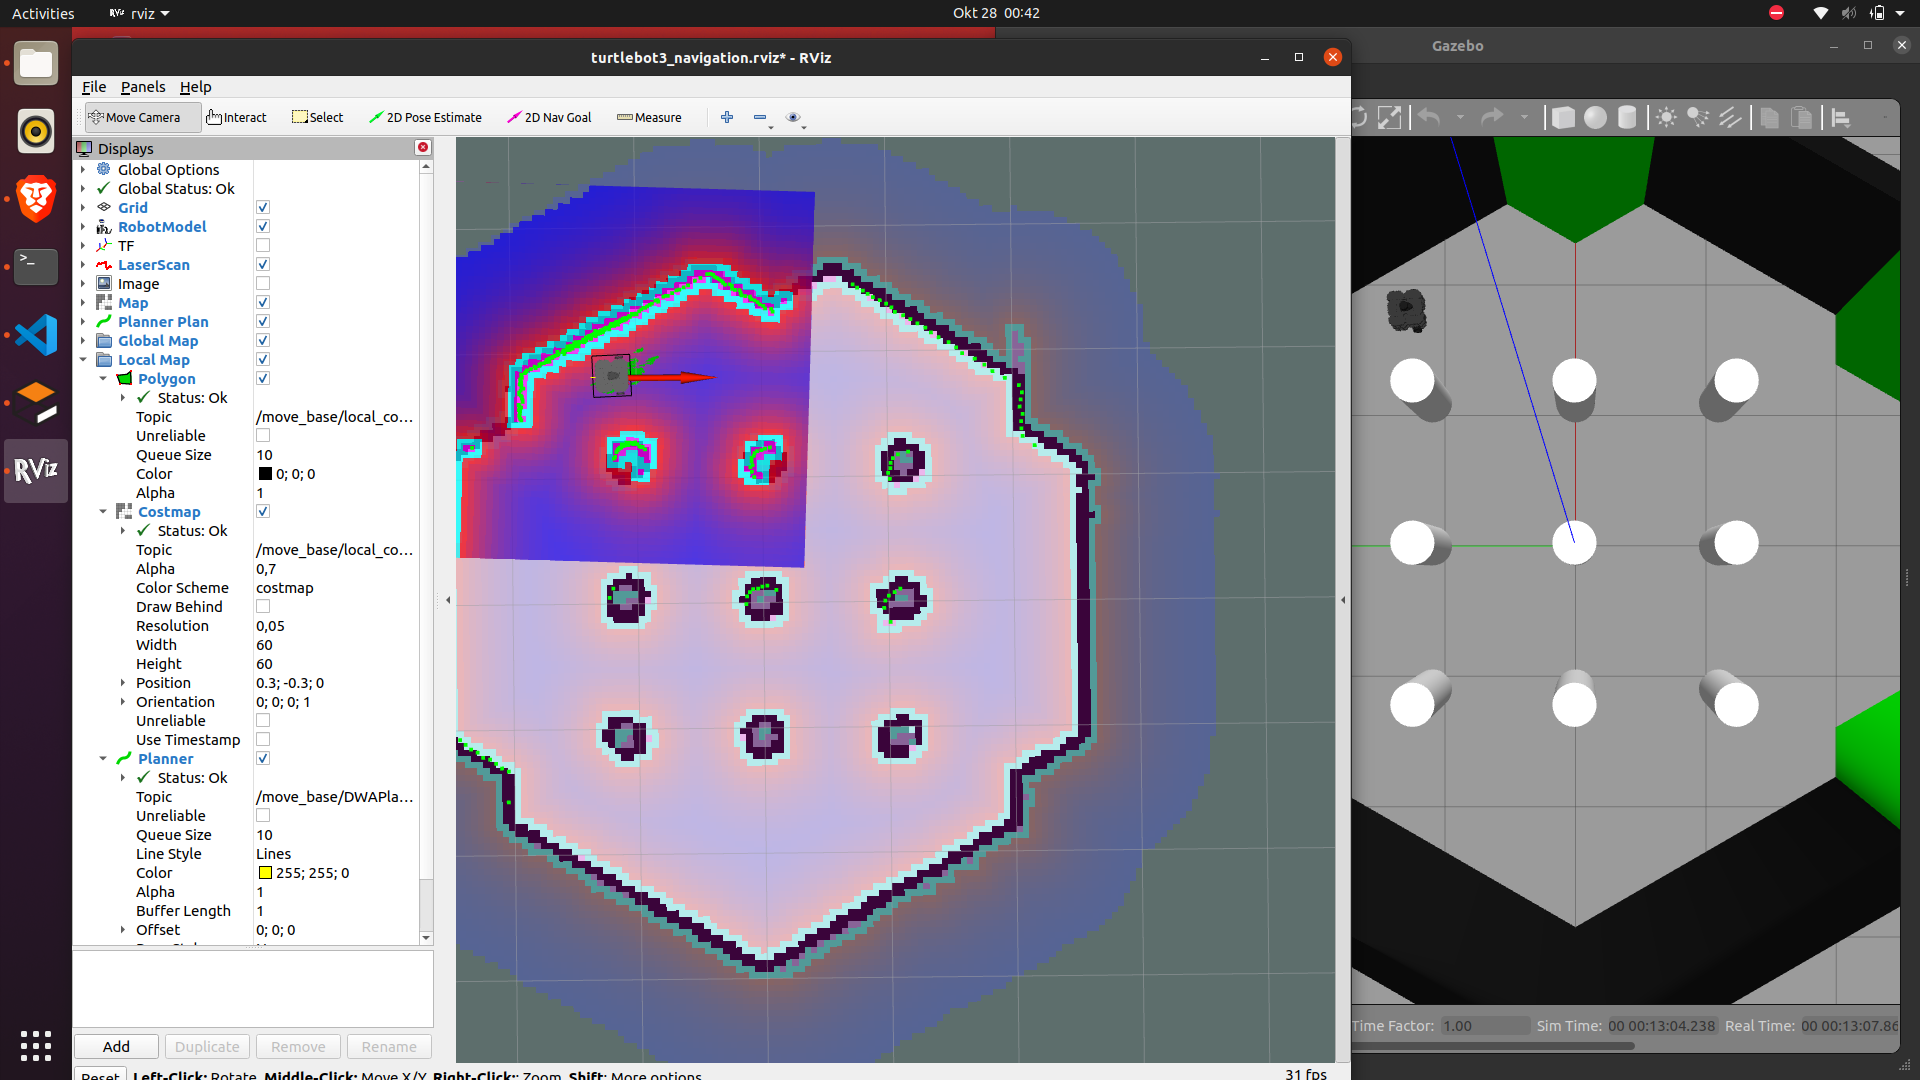 Activities
RViz
rviz
Okt 28 00:42
turtlebot3_navigation.rviz* - RViz
Gazebo
File Panels Help
Move Camera
Interact
Select
2D Pose Estimate
2D Nav Goal
Measure
Displays
Global Options
Global Status: Ok
Grid
RobotModel
TF
LaserScan
Image
Map
Planner Plan
Global Map
Local Map
Polygon
Status: Ok
Topic /move_base/local_co...
Unreliable
Queue Size 10
Color 0; 0; 0
Alpha 1
Costmap
Status: Ok
Topic /move_base/local_co...
Alpha 0,7
Color Scheme costmap
Draw Behind
Resolution 0,05
Width 60
Height 60
Position 0.3; -0.3; 0
Orientation 0; 0; 0; 1
Unreliable
Use Timestamp
Planner
Status: Ok
Topic /move_base/DWAPla...
Unreliable
Queue Size 10
Line Style Lines
Color 255; 255; 0
Alpha 1
Buffer Length 1
Offset 0; 0; 0
RViz
Add Duplicate Remove Rename
Reset Left-Click: Rotate. Middle-Click: Move X/Y. Right-Click:: Zoom. Shift: More options.
31 fps
Time Factor: 1.00 Sim Time: 00 00:13:04.238 Real Time: 00 00:13:07.86